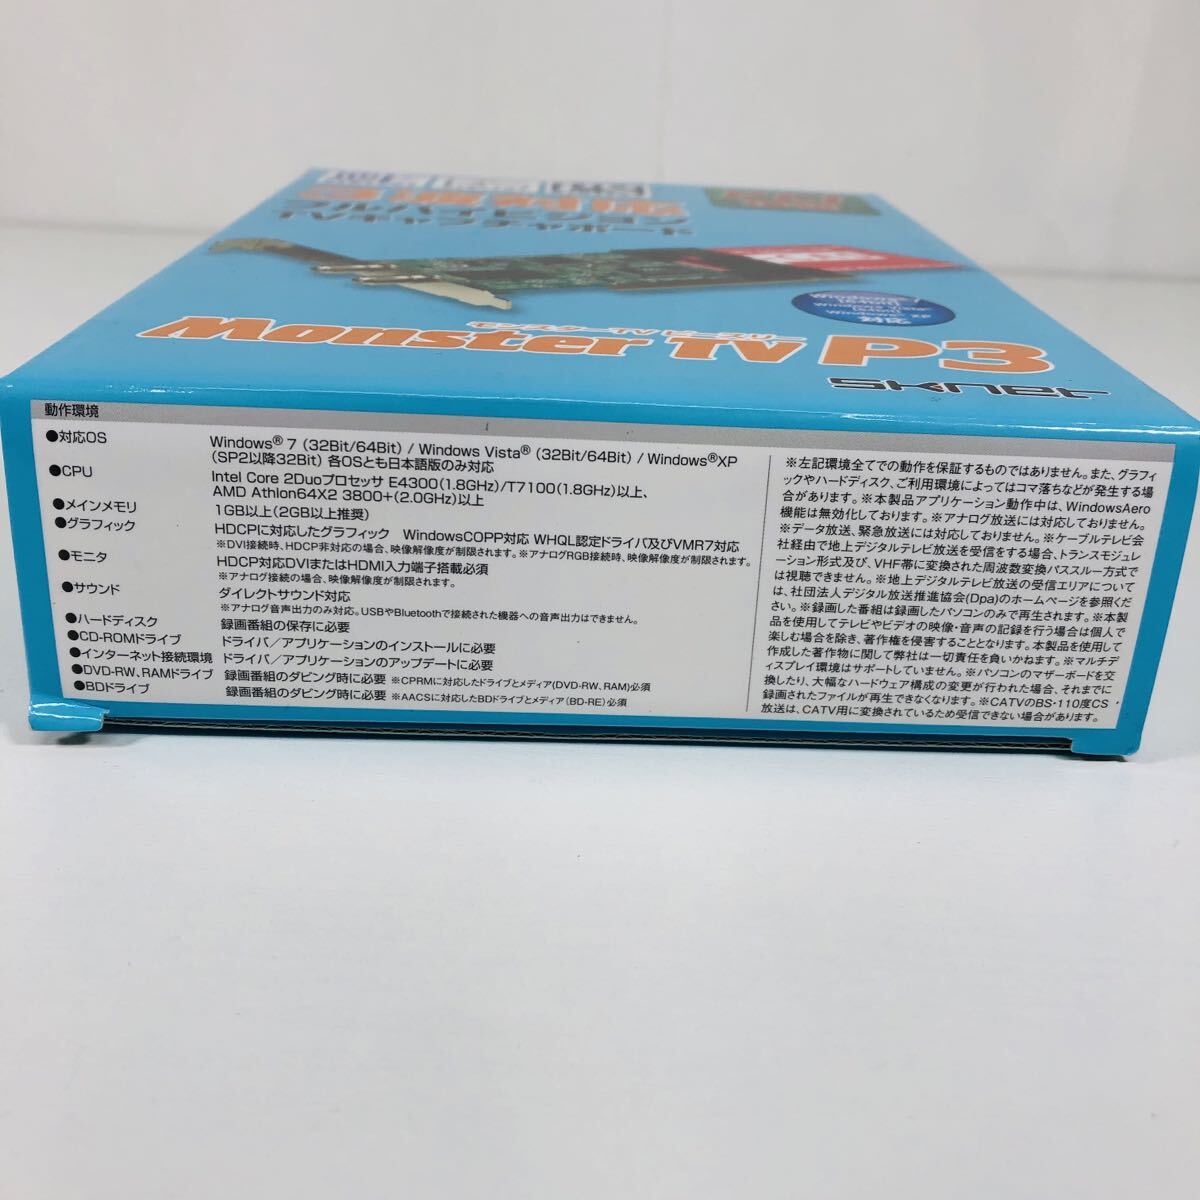 フルハイビジョン
TVキャプチャボード
モンスターTV ピースリー
Monster TV P3
対応
SKNET
動作環境
●対応OS
Windows® 7 (32Bit/64Bit) / Windows Vista® (32Bit/64Bit) / Windows®XP
(SP2以降32Bit) 各OSとも日本語版のみ対応
●CPU
Intel Core 2Duoプロセッサ E4300(1.8GHz)/T7100(1.8GHz)以上、
AMD Athlon64X2 3800+(2.0GHz)以上
●メインメモリ
1GB以上(2GB以上推奨)
●グラフィック
HDCPに対応したグラフィック WindowsCOPP対応 WHQL認定ドライバ及びVMR7対応
※DVI接続時、HDCP非対応の場合、映像解像度が制限されます。※アナログRGB接続時、映像解像度が制限されます。
●モニタ
HDCP対応DVIまたはHDMI入力端子搭載必須
※アナログ接続の場合、映像解像度が制限されます。
●サウンド
ダイレクトサウンド対応
※アナログ音声出力のみ対応。USBやBluetoothで接続された機器への音声出力はできません。
●ハードディスク
録画番組の保存に必要
●CD-ROMドライブ
ドライバ/アプリケーションのインストールに必要
●インターネット接続環境
ドライバ/アプリケーションのアップデートに必要
●DVD-RW、RAMドライブ
録画番組のダビング時に必要 ※CPRMに対応したドライブとメディア(DVD-RW、RAM)必須
●BDドライブ
録画番組のダビング時に必要 ※AACSに対応したBDドライブとメディア(BD-RE)必須
※左記環境全てでの動作を保証するものではありません。また、グラフィ
ックやハードディスク、ご利用環境によってはコマ落ちなどが発生する場
合があります。※本製品アプリケーション動作中は、WindowsAero
機能は無効化しております。※アナログ放送には対応しておりません。
※データ放送、緊急放送には対応しておりません。※ケーブルテレビ会
社経由で地上デジタルテレビ放送を受信をする場合、トランスモジュレ
ーション形式及び、VHF帯に変換された周波数変換パススルー方式で
は視聴できません。※地上デジタルテレビ放送の受信エリアについて
は、社団法人デジタル放送推進協会(Dpa)のホームページを参照くだ
さい。※録画した番組は録画したパソコンのみで再生されます。※本製
品を使用してテレビやビデオの映像・音声の記録を行う場合は個人で
楽しむ場合を除き、著作権を侵害することとなります。本製品を使用して
作成した著作物に関して弊社は一切責任を負いかねます。※マルチデ
ィスプレイ環境はサポートしていません。※パソコンのマザーボードを交
換したり、大幅なハードウェア構成の変更が行われた場合、それまでに
録画されたファイルが再生できなくなります。※CATVのBS・110度CS
放送は、CATV用に変換されているため受信できない場合があります。